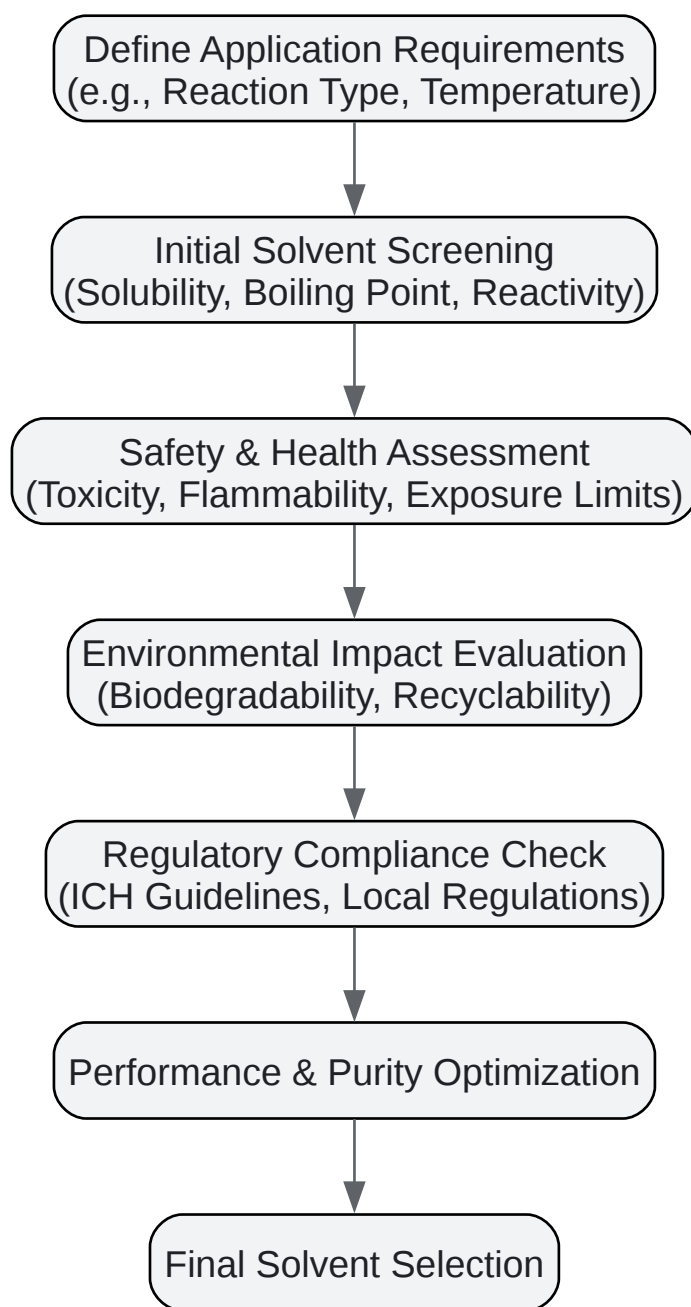 Define Application Requirements
(e.g., Reaction Type, Temperature)
Initial Solvent Screening
(Solubility, Boiling Point, Reactivity)
Safety & Health Assessment
(Toxicity, Flammability, Exposure Limits)
Environmental Impact Evaluation
(Biodegradability, Recyclability)
Regulatory Compliance Check
(ICH Guidelines, Local Regulations)
Performance & Purity Optimization
Final Solvent Selection